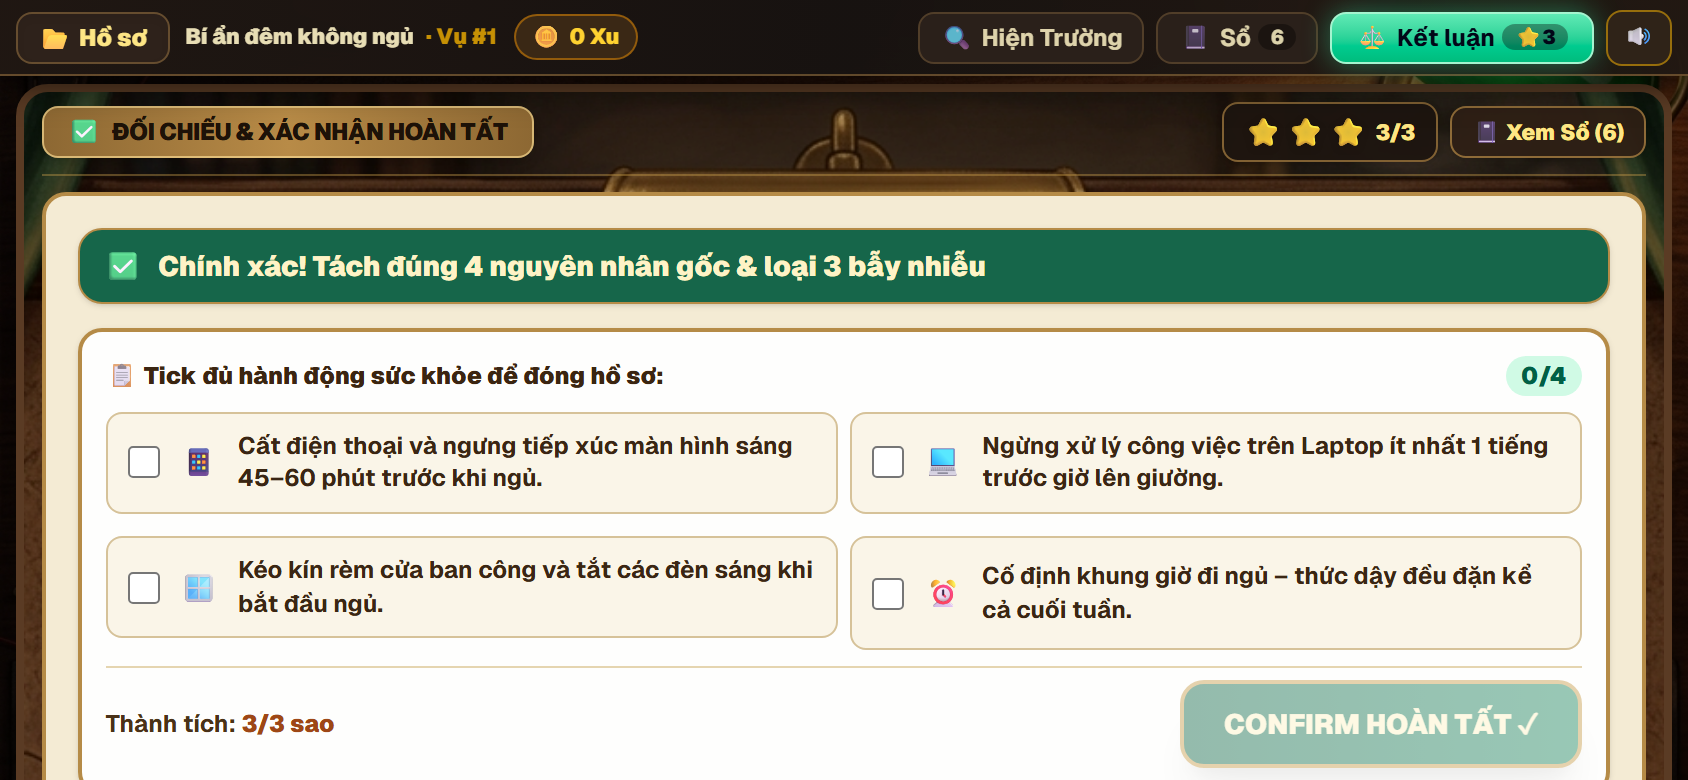 Hồ sơ
Bí ẩn đêm không ngủ · Vụ #1
0 Xu
Hiện Trường
Sổ 6
Kết luận 3
ĐỐI CHIẾU & XÁC NHẬN HOÀN TẤT
3/3
Xem Sổ (6)
Chính xác! Tách đúng 4 nguyên nhân gốc & loại 3 bẫy nhiễu
Tick đủ hành động sức khỏe để đóng hồ sơ:
0/4
Cất điện thoại và ngưng tiếp xúc màn hình sáng
45–60 phút trước khi ngủ.
Ngừng xử lý công việc trên Laptop ít nhất 1 tiếng
trước giờ lên giường.
Kéo kín rèm cửa ban công và tắt các đèn sáng khi
bắt đầu ngủ.
Cố định khung giờ đi ngủ – thức dậy đều đặn kể
cả cuối tuần.
Thành tích: 3/3 sao
CONFIRM HOÀN TẤT ✓